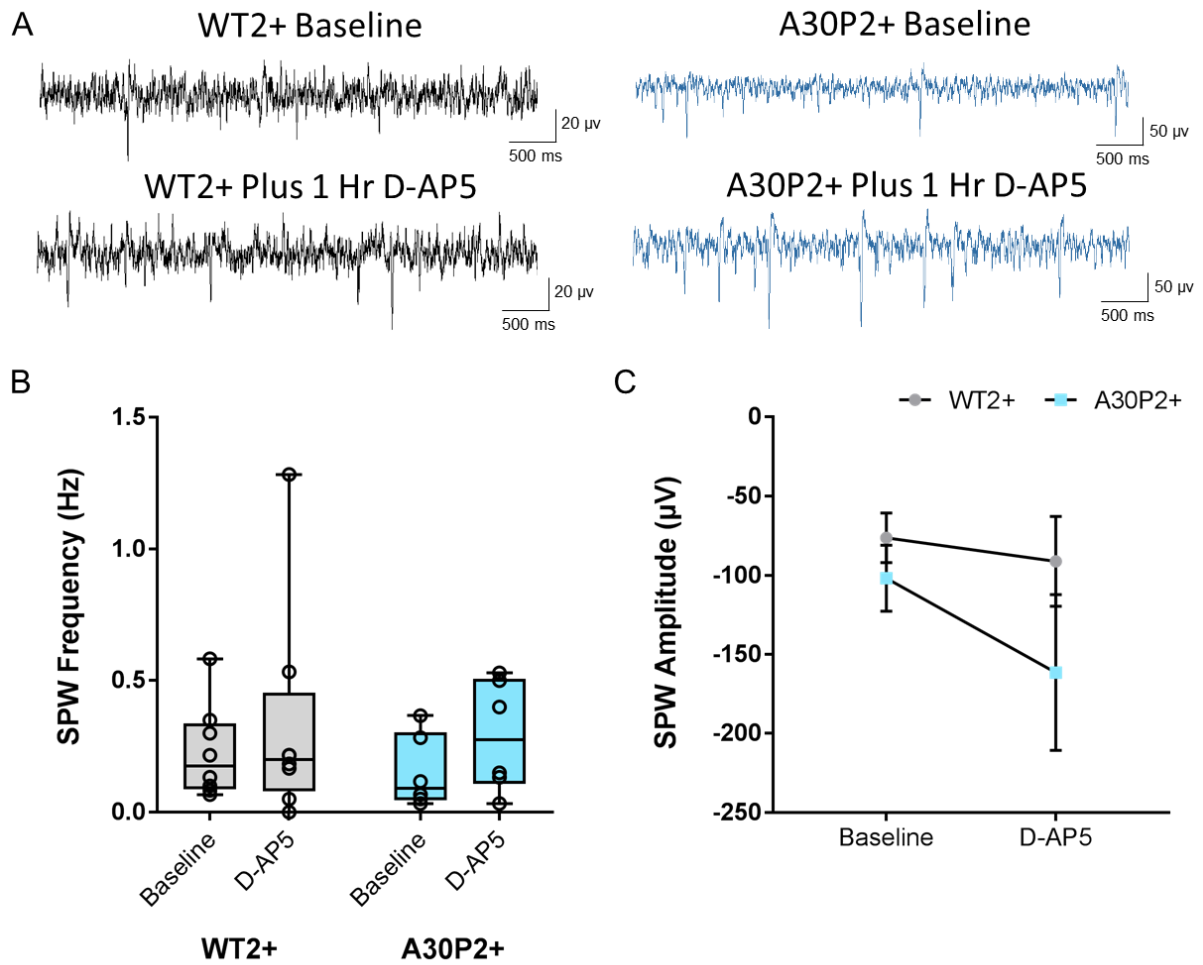 A
WT2+ Baseline
A30P2+ Baseline
20 µv
500 ms
50 µv
500 ms
WT2+ Plus 1 Hr D-AP5
A30P2+ Plus 1 Hr D-AP5
20 µv
500 ms
50 µv
500 ms
B
SPW Frequency (Hz)
1.5
1.0
0.5
0.0
Baseline
D-AP5
Baseline
D-AP5
WT2+
A30P2+
C
WT2+
A30P2+
SPW Amplitude (µV)
0
-50
-100
-150
-200
-250
Baseline
D-AP5